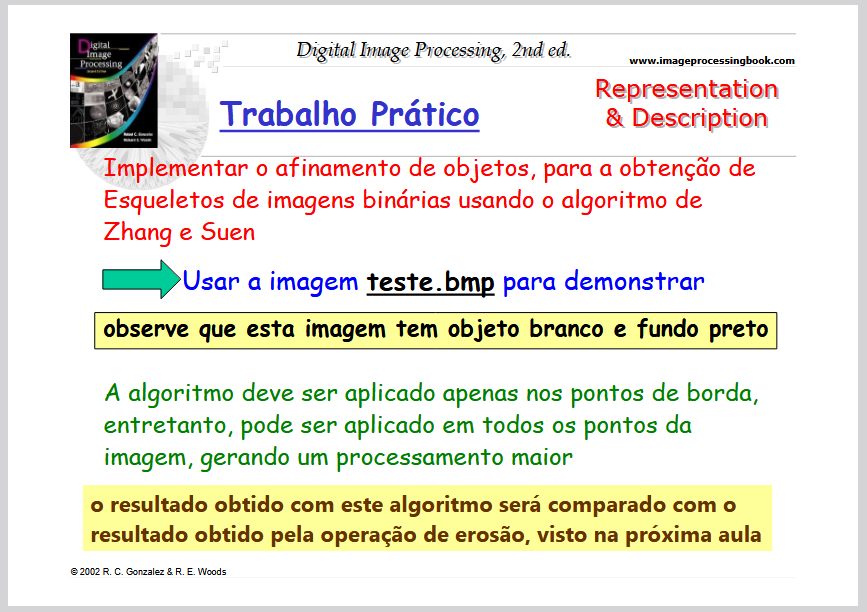 Digital Image Processing, 2nd ed.
www.imageprocessingbook.com
Digital
Image
Processing
Rafael C. Gonzalez
Richard E. Woods
Representation
& Description
Trabalho Prático
Implementar o afinamento de objetos, para a obtenção de
Esqueletos de imagens binárias usando o algoritmo de
Zhang e Suen
Usar a imagem teste.bmp para demonstrar
observe que esta imagem tem objeto branco e fundo preto
A algoritmo deve ser aplicado apenas nos pontos de borda,
entretanto, pode ser aplicado em todos os pontos da
imagem, gerando um processamento maior
o resultado obtido com este algoritmo será comparado com o
resultado obtido pela operação de erosão, visto na próxima aula
© 2002 R. C. Gonzalez & R. E. Woods